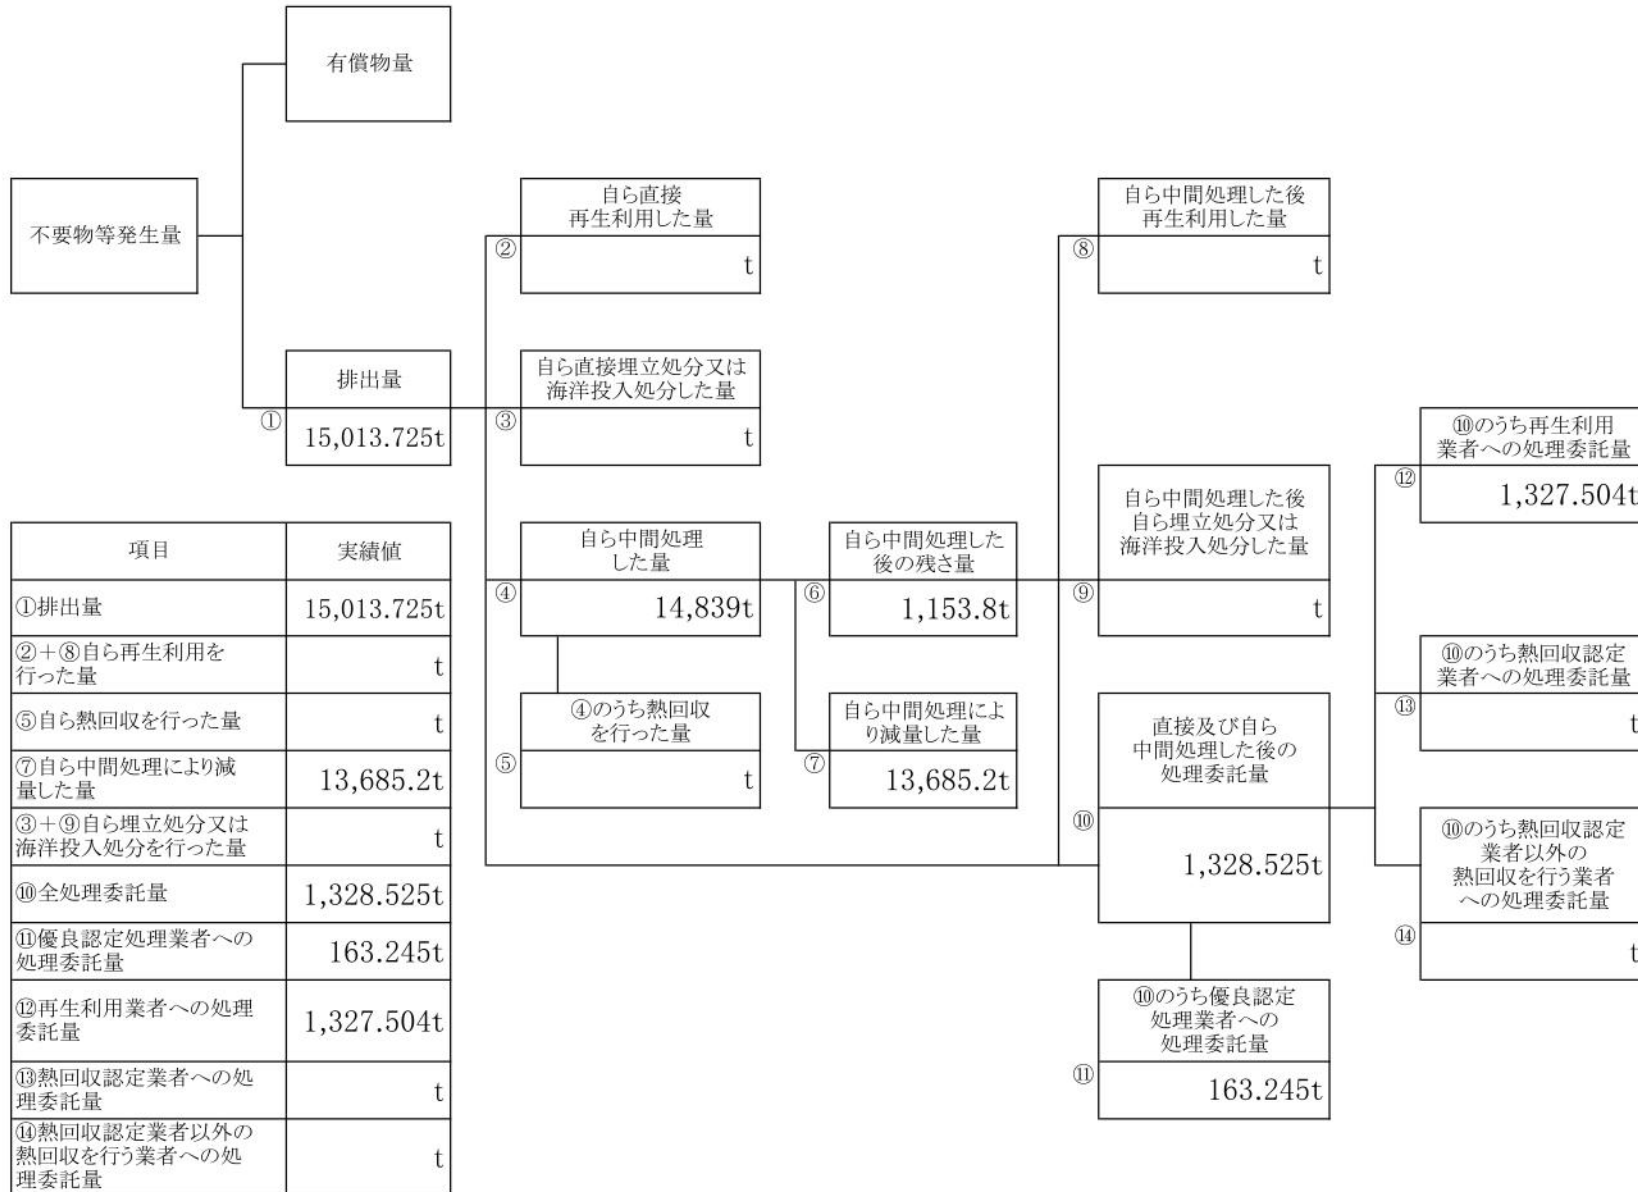 有償物量
不要物等発生量
自ら直接
再生利用した量
②
t
自ら中間処理した後
再生利用した量
⑧
t
排出量
①
15,013.725t
自ら直接埋立処分又は
海洋投入処分した量
③
t
⑩のうち再生利用
業者への処理委託量
⑫
1,327.504t
自ら中間処理
した量
④
14,839t
自ら中間処理した
後の残さ量
⑥
1,153.8t
自ら中間処理した後
自ら埋立処分又は
海洋投入処分した量
⑨
t
⑩のうち熱回収認定
業者への処理委託量
⑬
t
④のうち熱回収
を行った量
⑤
t
自ら中間処理によ
り減量した量
⑦
13,685.2t
直接及び自ら
中間処理した後の
処理委託量
⑩
1,328.525t
⑩のうち熱回収認定
業者以外の
熱回収を行う業者
への処理委託量
⑭
t
⑩のうち優良認定
処理業者への
処理委託量
⑪
163.245t
項目 実績値
①排出量 15,013.725t
②＋⑧自ら再生利用を
行った量 t
⑤自ら熱回収を行った量 t
⑦自ら中間処理により減
量した量 13,685.2t
③＋⑨自ら埋立処分又は
海洋投入処分を行った量 t
⑩全処理委託量 1,328.525t
⑪優良認定処理業者への
処理委託量 163.245t
⑫再生利用業者への処理
委託量 1,327.504t
⑬熱回収認定業者への処
理委託量 t
⑭熱回収認定業者以外の
熱回収を行う業者への処
理委託量 t